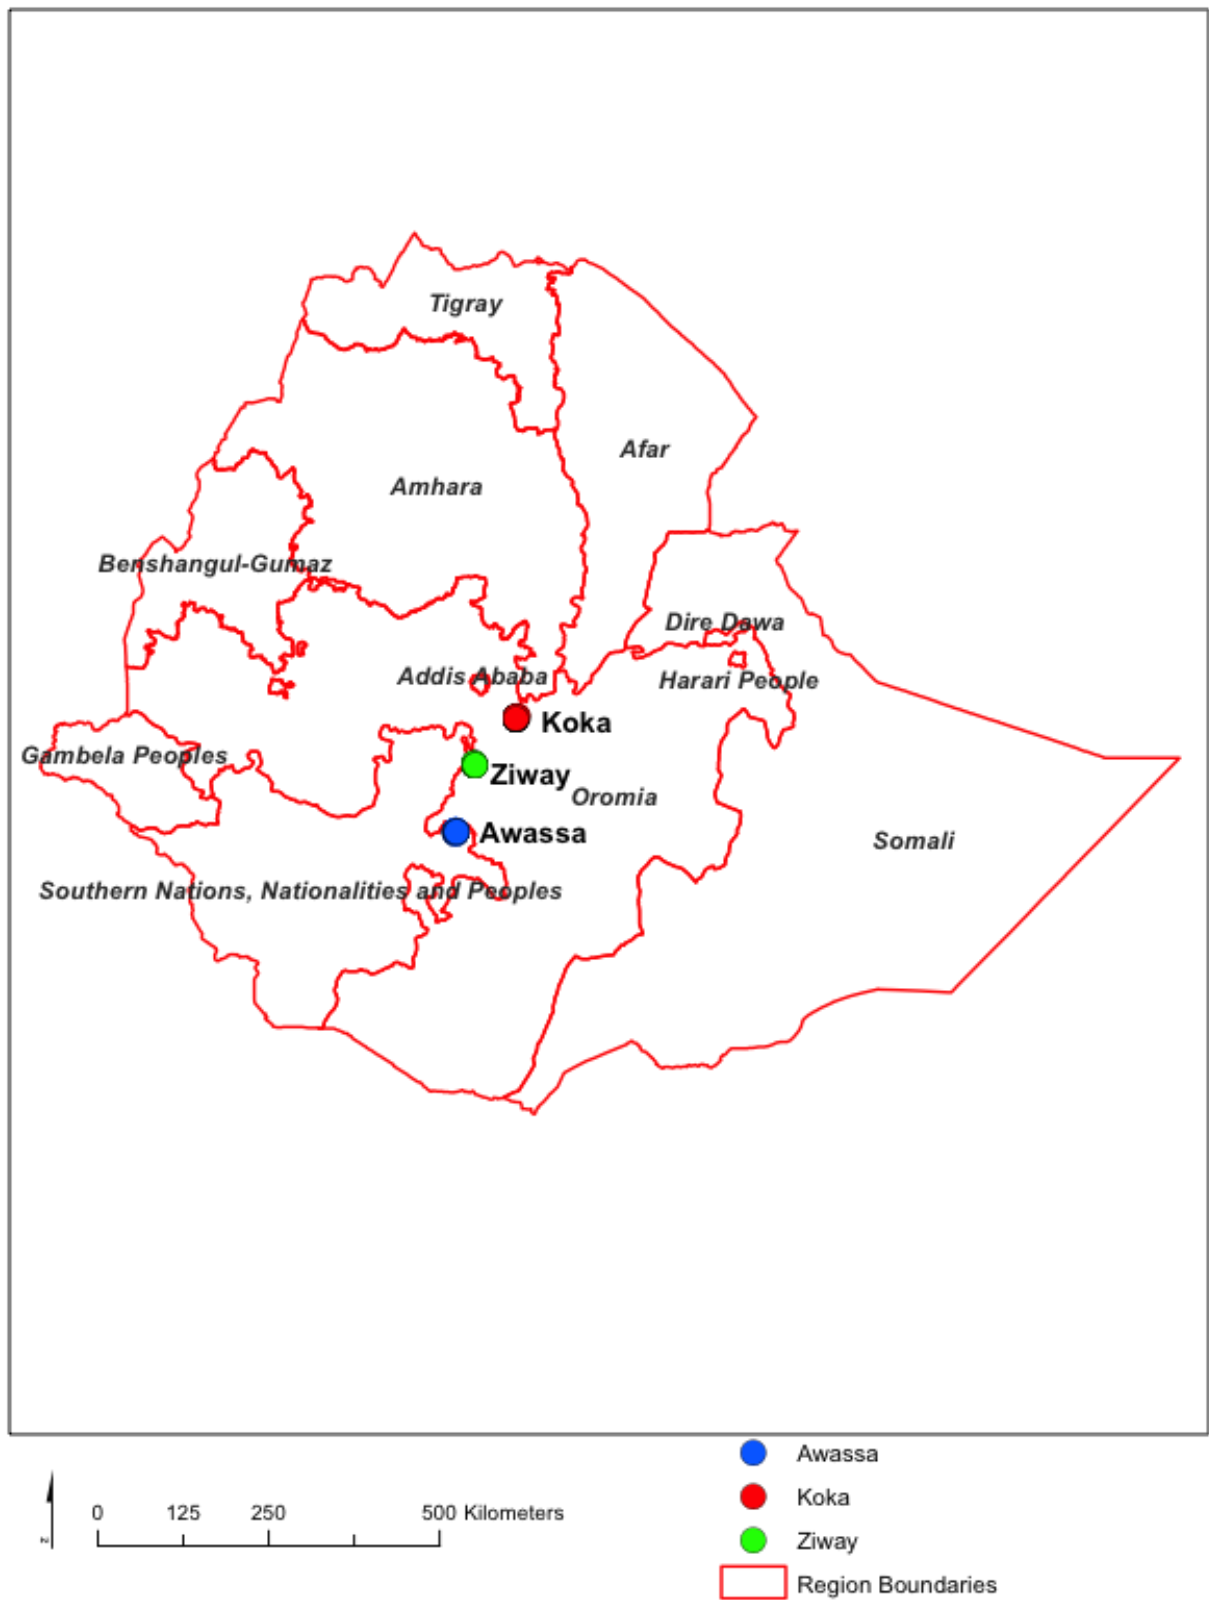 Tigray
Afar
Amhara
Benshangul-Gumaz
Dire Dawa
Addis Ababa
Harari People
Koka
Gambela Peoples
Ziway
Oromia
Awassa
Somali
Southern Nations, Nationalities and Peoples
Awassa
Koka
Ziway
Region Boundaries
N
0 125 250 500 Kilometers